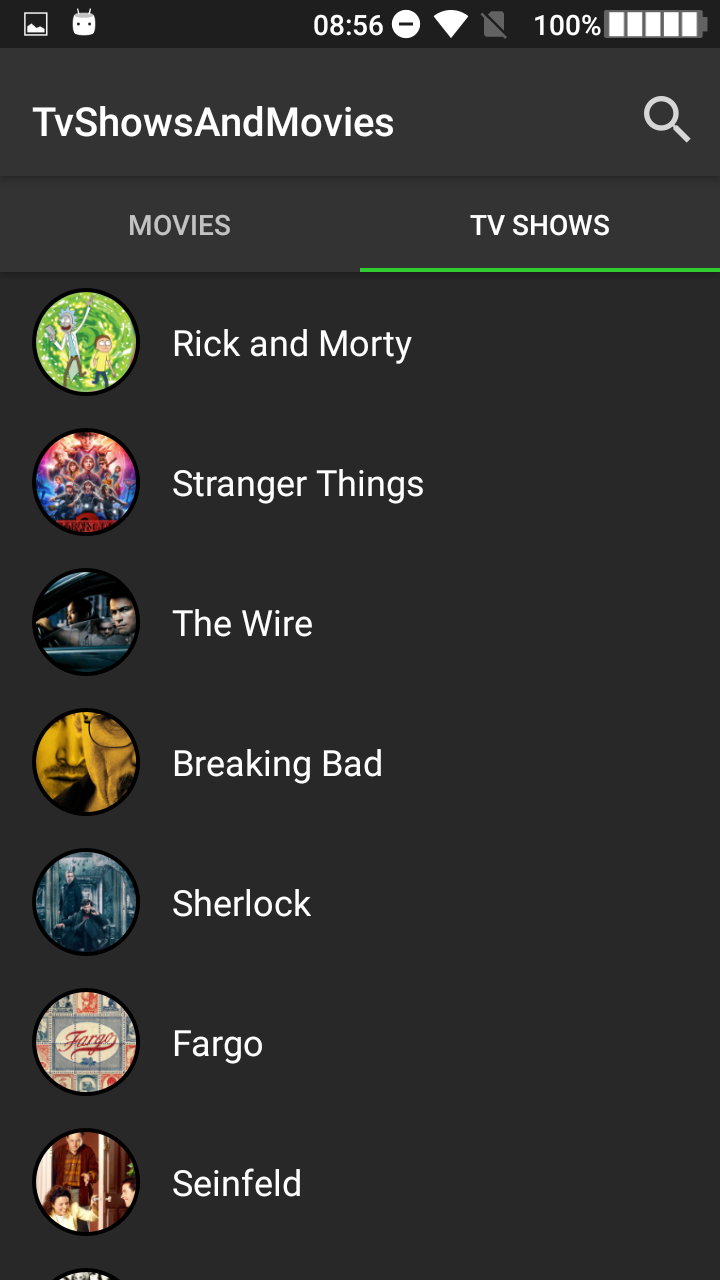 08:56 100%
TvShowsAndMovies
MOVIES TV SHOWS
Rick and Morty
Stranger Things
The Wire
Breaking Bad
Sherlock
Fargo
Fargo
Seinfeld